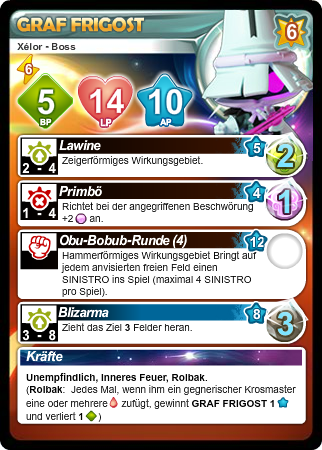 GRAF FRIGOST
6
Xélor - Boss
6
5
BP
14
LP
10
AP
Lawine
5
Zeigerförmiges Wirkungsgebiet.
2 - 4
2
Primbö
4
Richtet bei der angegriffenen Beschwörung
+2 an.
1 - 4
1
Obu-Bobub-Runde (4)
12
Hammerförmiges Wirkungsgebiet Bringt auf
jedem anvisierten freien Feld einen
SINISTRO ins Spiel (maximal 4 SINISTRO
pro Spiel).
Blizarma
8
Zieht das Ziel 3 Felder heran.
3 - 8
3
Kräfte
Unempfindlich, Inneres Feuer, Rolbak.
(Rolbak: Jedes Mal, wenn ihm ein gegnerischer Krosmaster
eine oder mehrere zufügt, gewinnt GRAF FRIGOST 1
und verliert 1 )